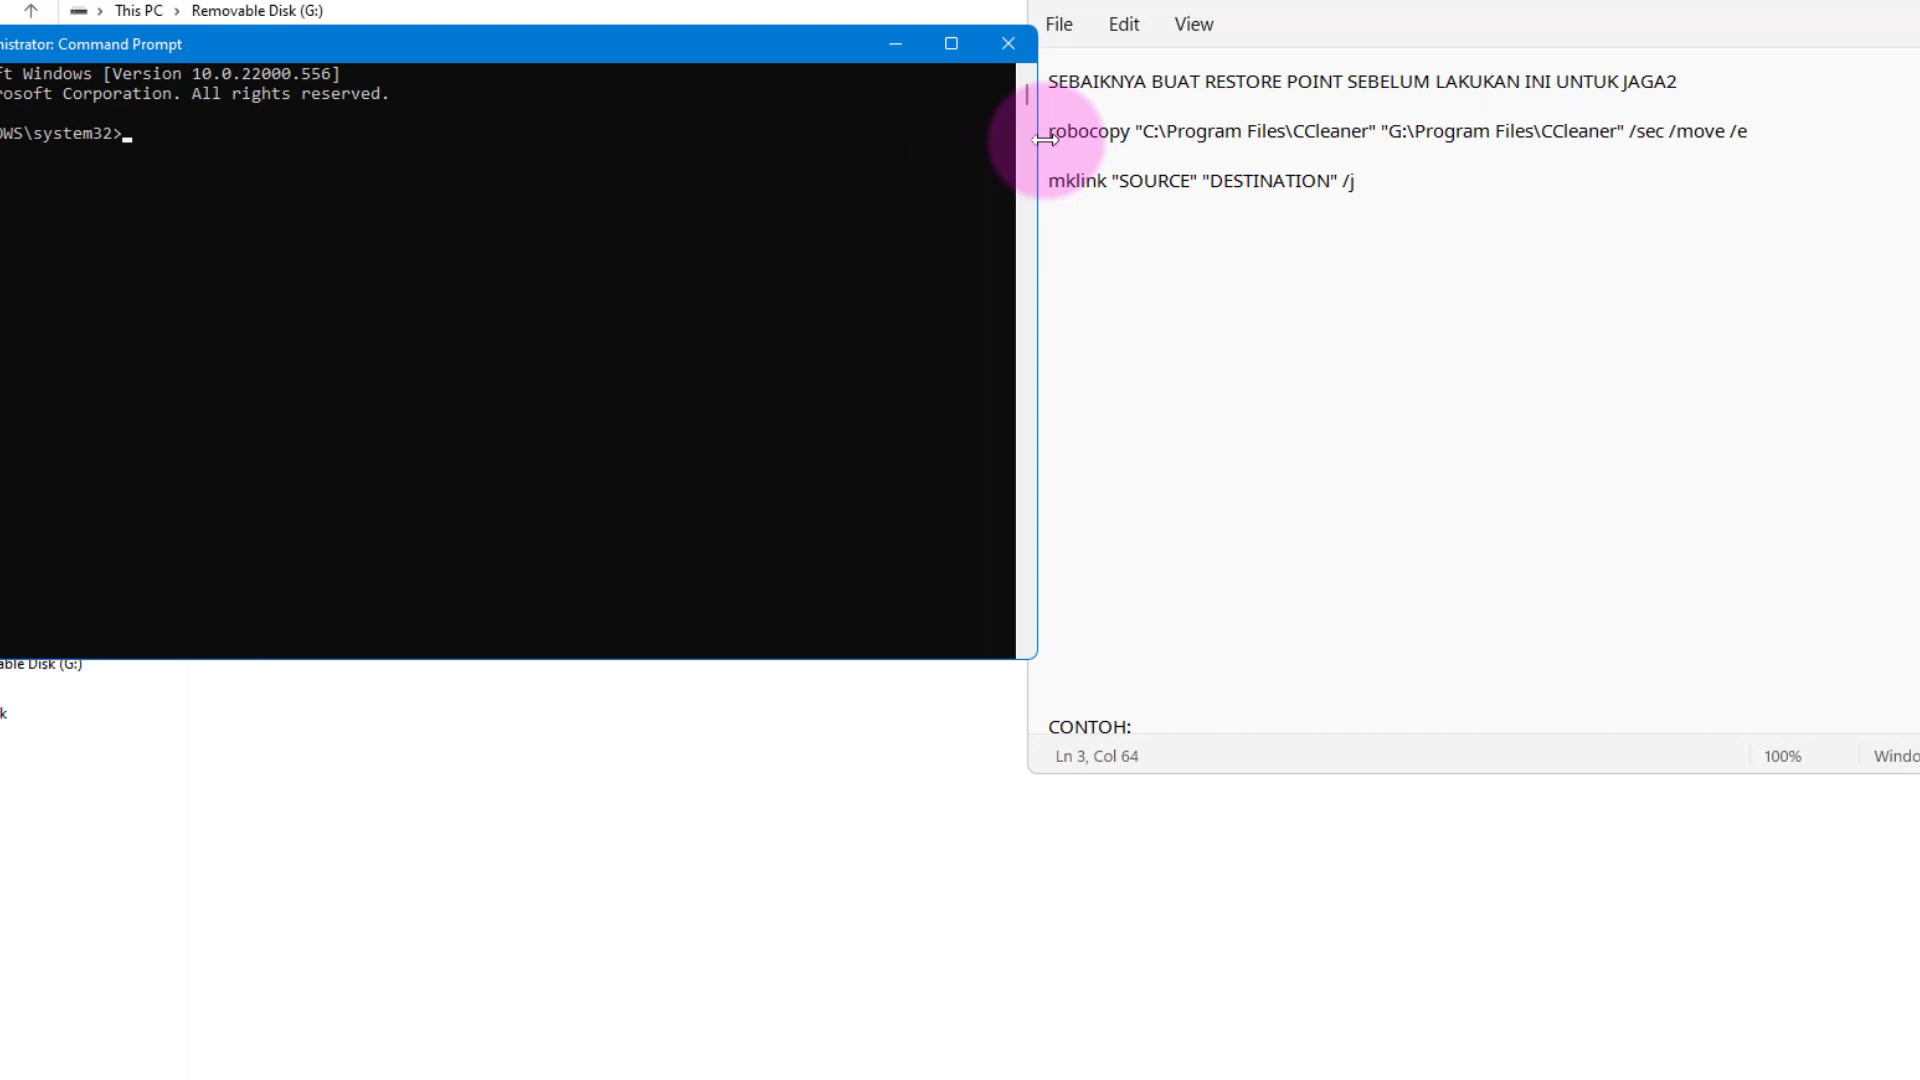 This PC > Removable Disk (G:)
nistrator: Command Prompt
ft Windows [Version 10.0.22000.556]
rosoft Corporation. All rights reserved.
OWS\system32>
able Disk (G:)
k
File Edit View
SEBAIKNYA BUAT RESTORE POINT SEBELUM LAKUKAN INI UNTUK JAGA2
robocopy "C:\Program Files\CCleaner" "G:\Program Files\CCleaner" /sec /move /e
mklink "SOURCE" "DESTINATION" /j
CONTOH:
Ln 3, Col 64 100% Windo